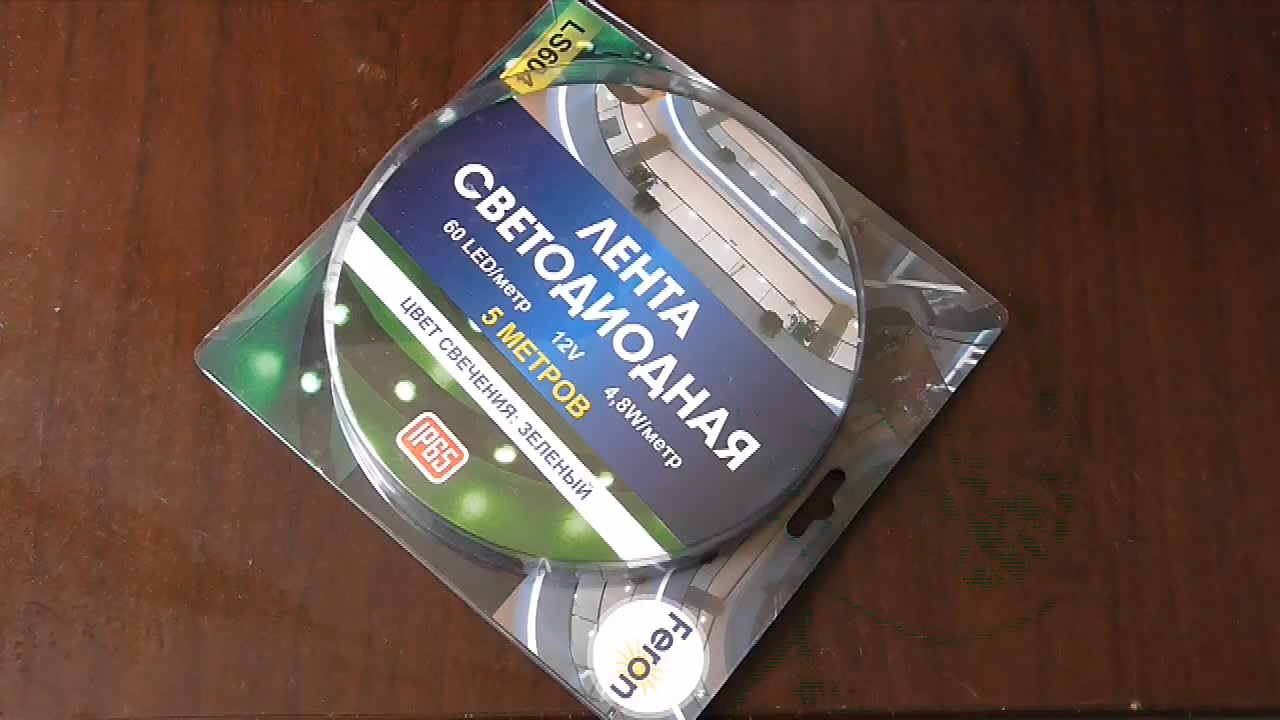 LS604
ЛЕНТА
СВЕТОДИОДНАЯ
60 LED/метр 12V 4,8W/метр
5 МЕТРОВ
ЦВЕТ СВЕЧЕНИЯ: ЗЕЛЕНЫЙ
IP65
Feron